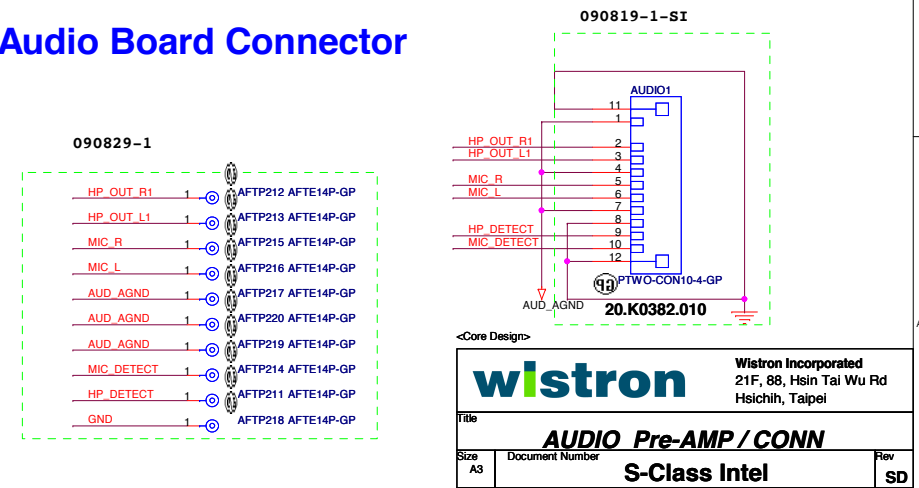 090819-1-SI
Audio Board Connector
AUDIO1
11
1
HP_OUT_R1 2
HP_OUT_L1 3
4
MIC_R 5
MIC_L 6
7
8
HP_DETECT 9
MIC_DETECT 10
12
PTWO-CON10-4-GP
AUD_AGND
20.K0382.010
090829-1
HP_OUT_R1 1 AFTP212 AFTE14P-GP
HP_OUT_L1 1 AFTP213 AFTE14P-GP
MIC_R 1 AFTP215 AFTE14P-GP
MIC_L 1 AFTP216 AFTE14P-GP
AUD_AGND 1 AFTP217 AFTE14P-GP
AUD_AGND 1 AFTP220 AFTE14P-GP
AUD_AGND 1 AFTP219 AFTE14P-GP
MIC_DETECT 1 AFTP214 AFTE14P-GP
HP_DETECT 1 AFTP211 AFTE14P-GP
GND 1 AFTP218 AFTE14P-GP
<Core Design>
wistron
Wistron Incorporated
21F, 88, Hsin Tai Wu Rd
Hsichih, Taipei
Title
AUDIO Pre-AMP / CONN
Size
A3
Document Number
S-Class Intel
Rev
SD